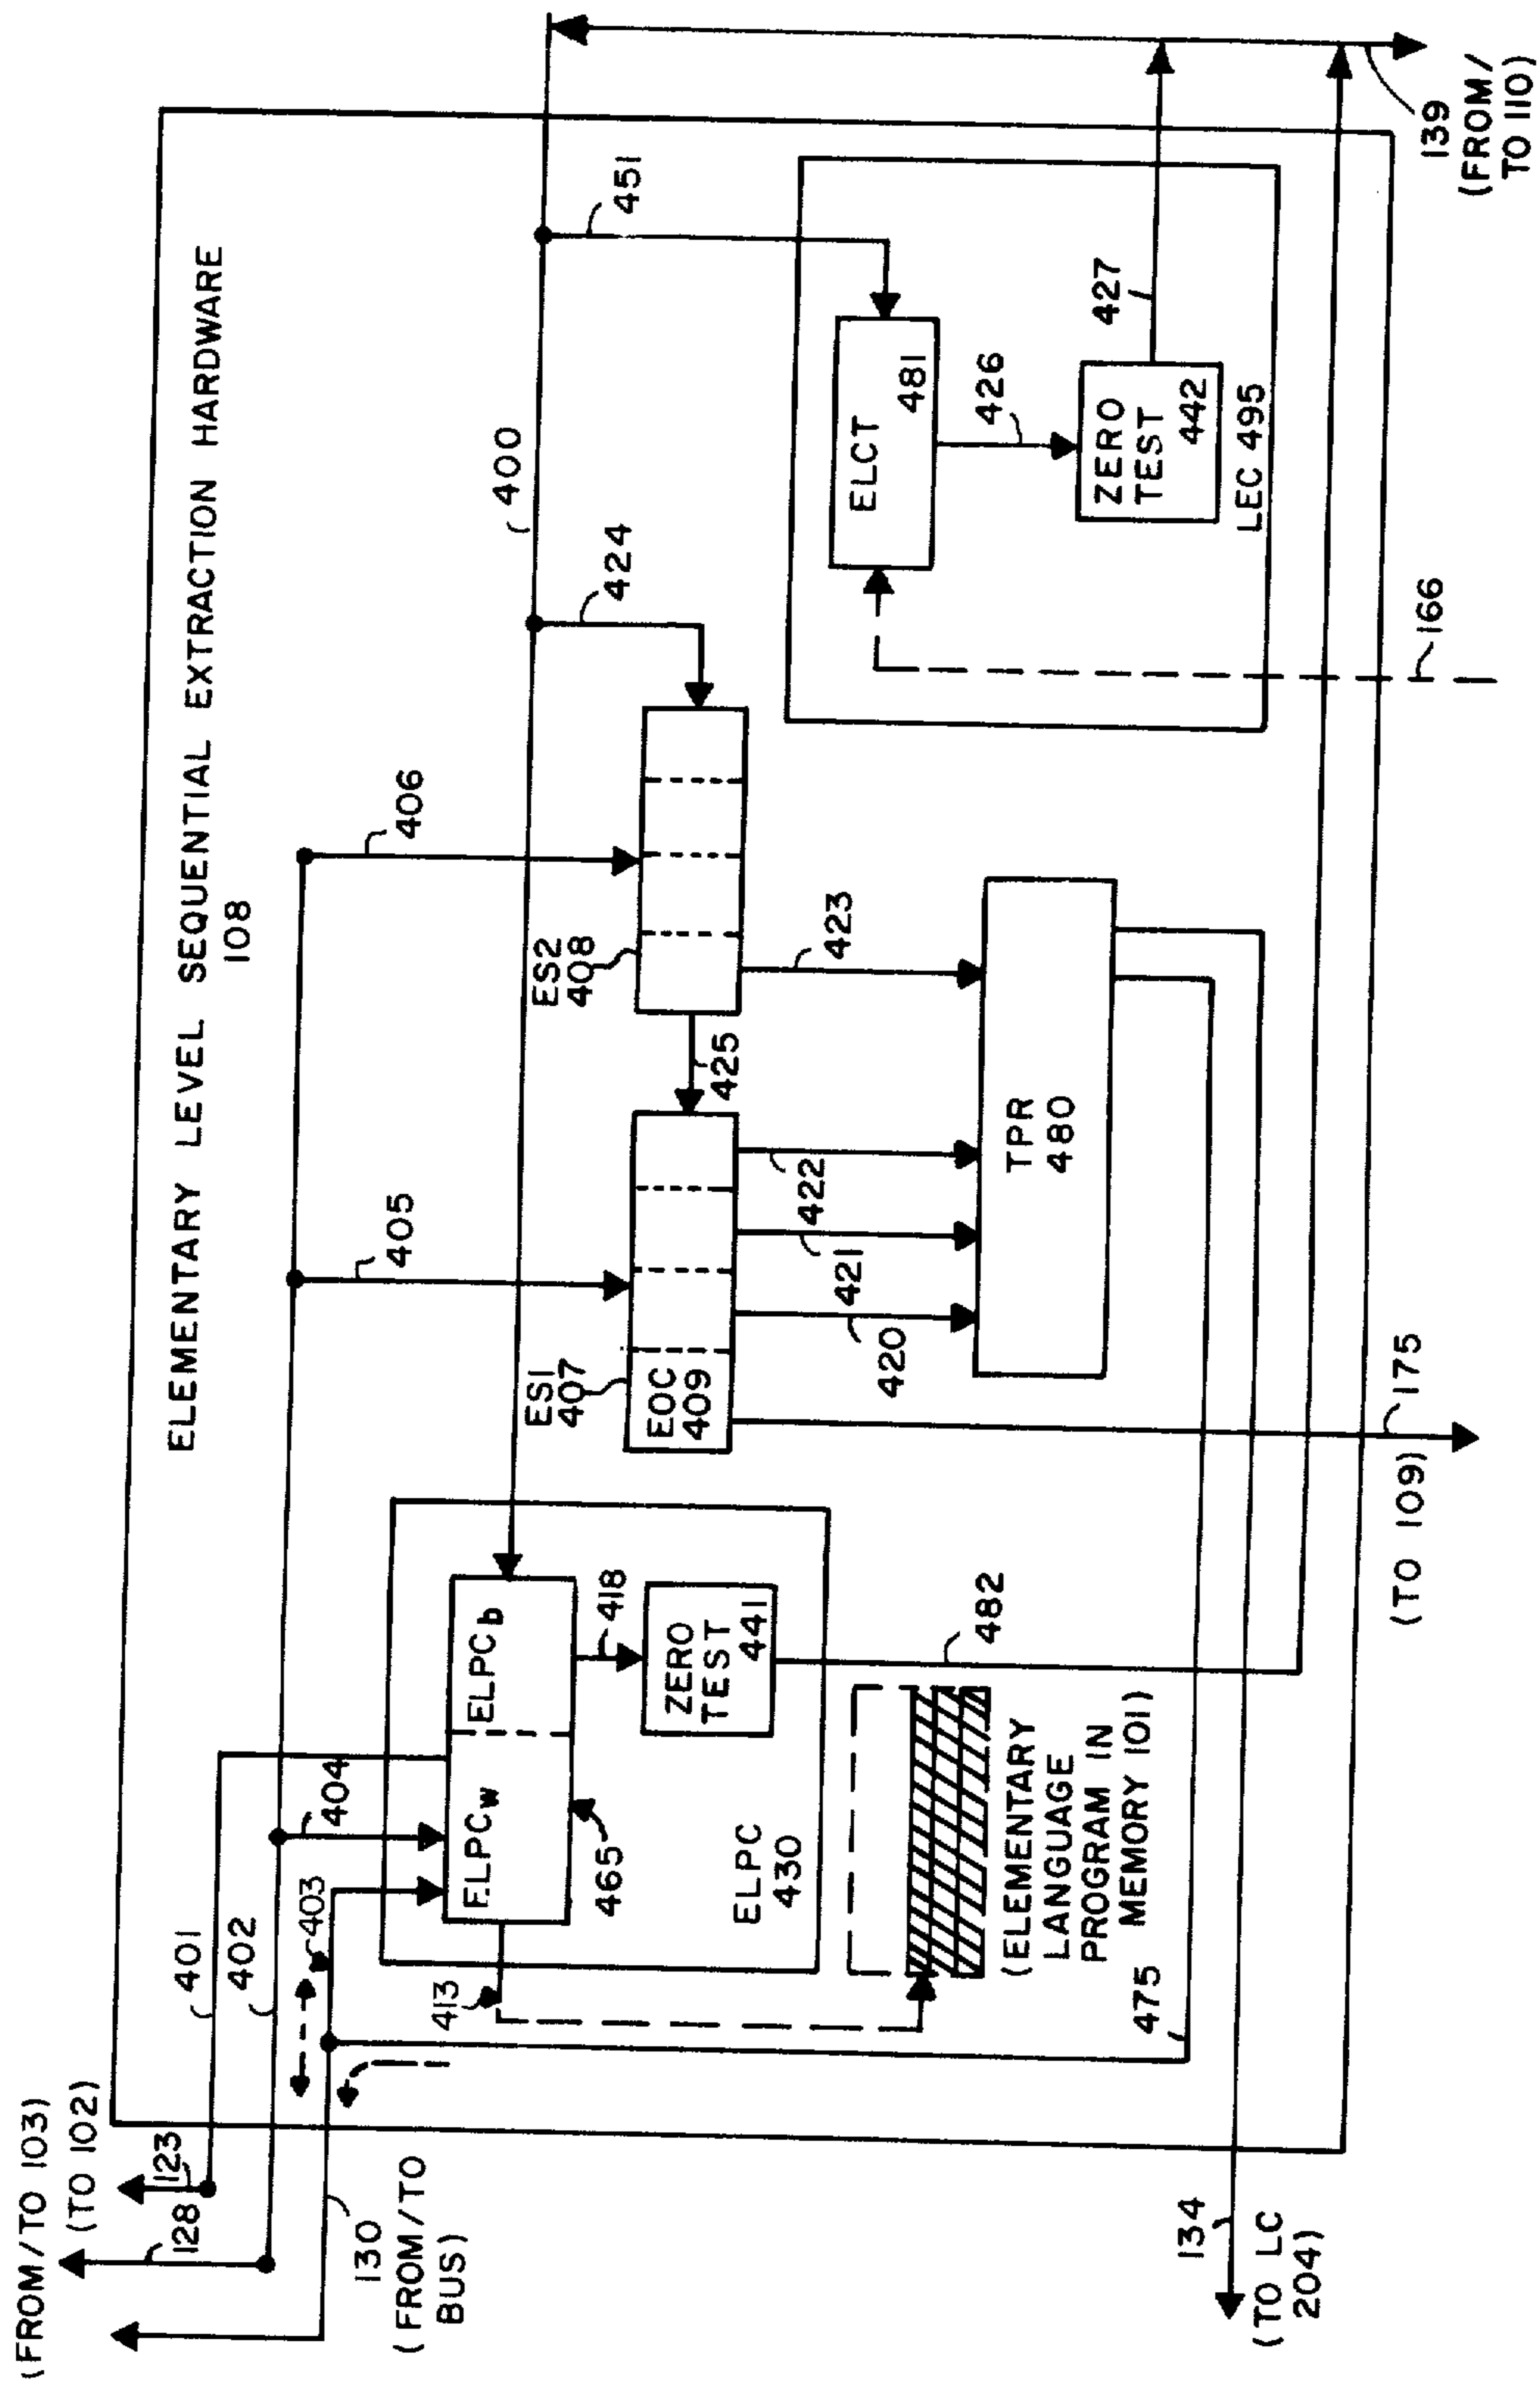 ELEMENTARY LEVEL SEQUENTIAL EXTRACTION HARDWARE
108
(FROM/TO 103)
(TO 102)
128
123
130
(FROM/TO
BUS)
401
402
403
404
405
406
400
424
451
413
ELPCw
ELPCb
465
418
ZERO
TEST
441
ELPC
430
ES1
407
EOC
409
ES2
408
425
420
421
422
423
TPR
480
ELCT
481
426
ZERO
TEST
442
427
LEC 495
(ELEMENTARY
LANGUAGE
PROGRAM IN
MEMORY 101)
482
475
134
(TO LC
204)
(TO 109)
175
166
139
(FROM/
TO 110)